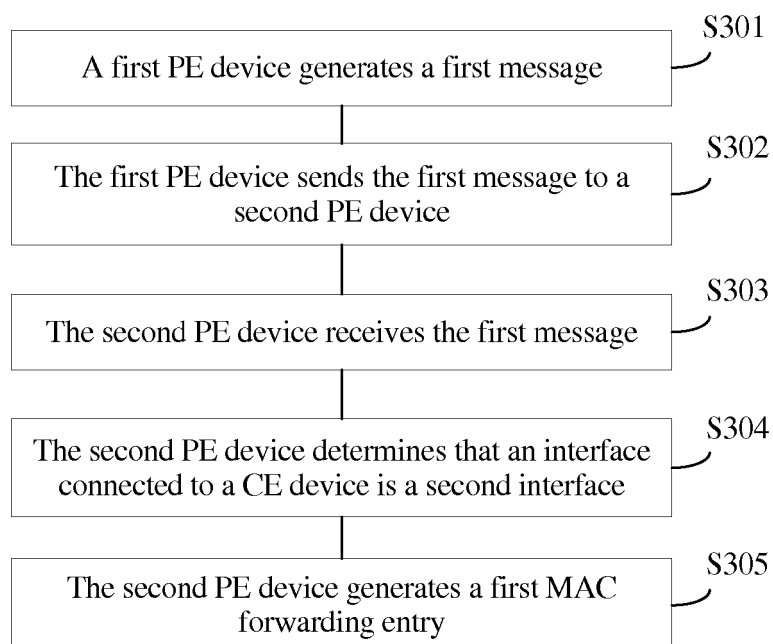 S301
A first PE device generates a first message
S302
The first PE device sends the first message to a
second PE device
S303
The second PE device receives the first message
S304
The second PE device determines that an interface
connected to a CE device is a second interface
S305
The second PE device generates a first MAC
forwarding entry